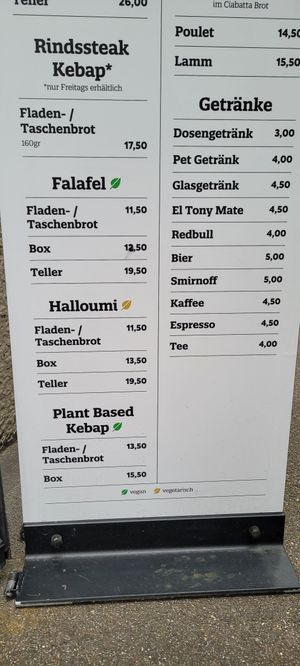 Teller 26,00
Rindssteak
Kebap*
*nur Freitags erhältlich
Fladen- /
Taschenbrot
160gr 17,50
Falafel
Fladen- / 11,50
Taschenbrot
Box 13,50
Teller 19,50
Halloumi
Fladen- / 11,50
Taschenbrot
Box 13,50
Teller 19,50
Plant Based
Kebap
Fladen- / 13,50
Taschenbrot
Box 15,50
im Ciabatta Brot
Poulet 14,50
Lamm 15,50
Getränke
Dosengetränk 3,00
Pet Getränk 4,00
Glasgetränk 4,50
El Tony Mate 4,50
Redbull 4,00
Bier 5,00
Smirnoff 5,00
Kaffee 4,50
Espresso 4,50
Tee 4,00
vegan vegetarisch